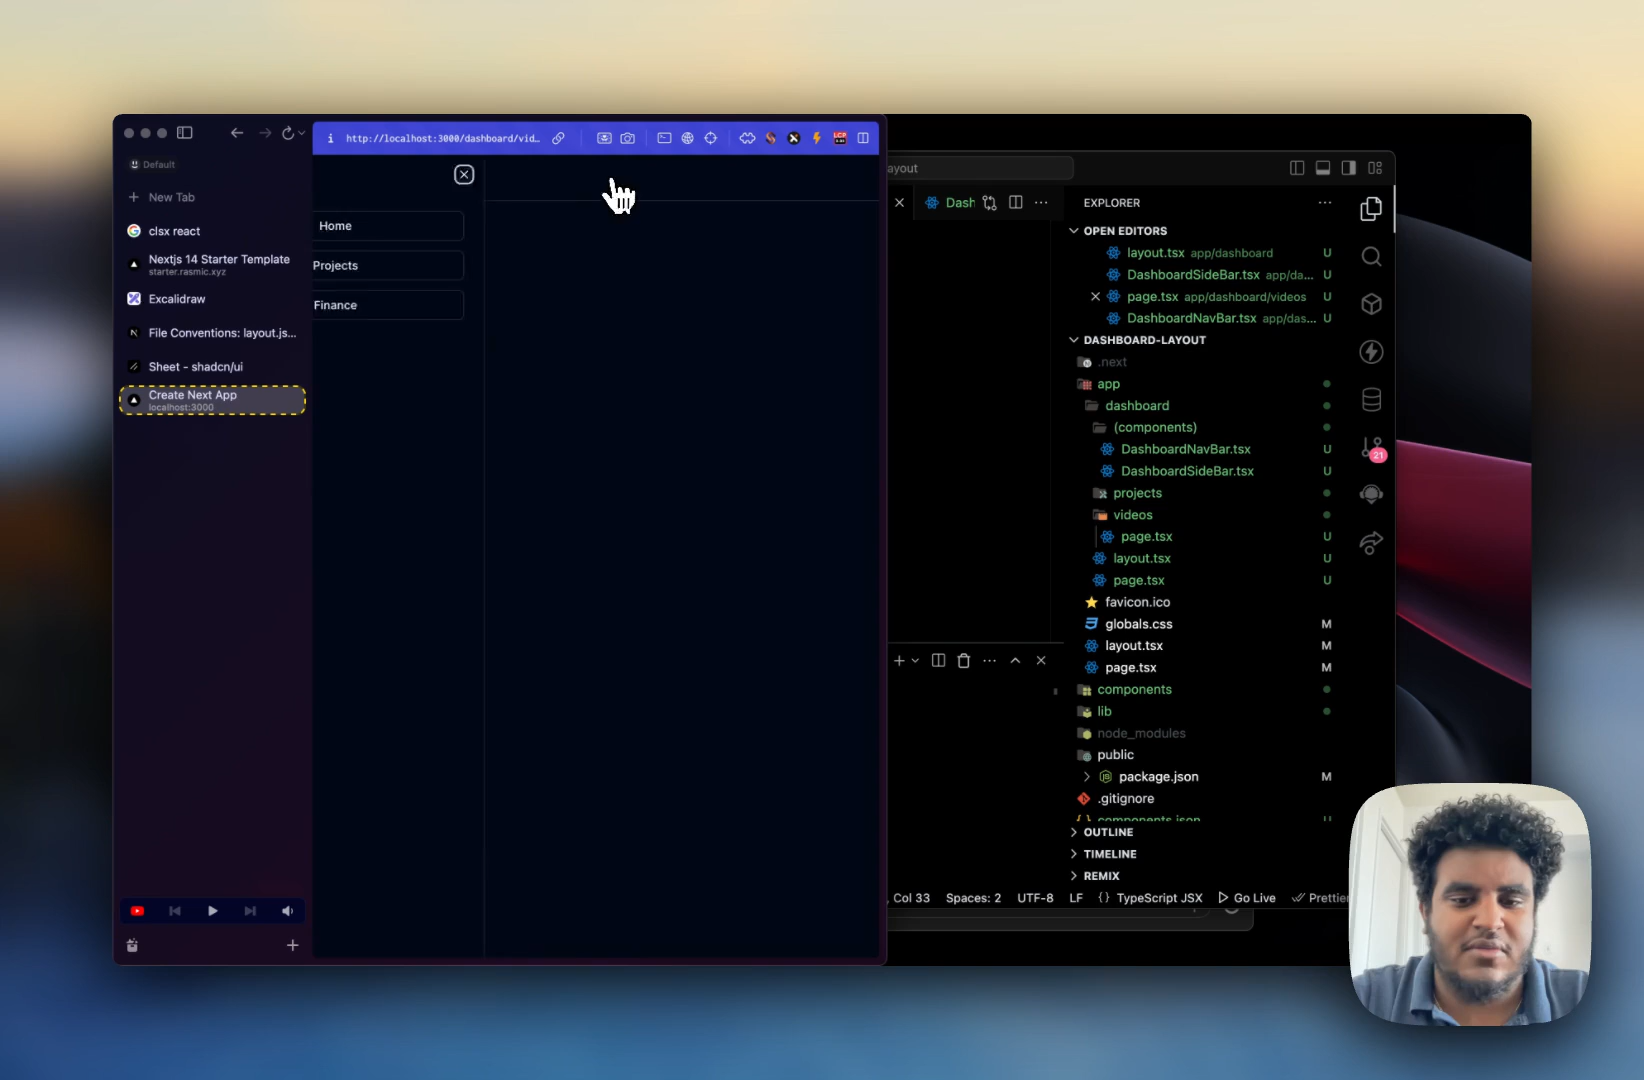 Default
New Tab
clsx react
Nextjs 14 Starter Template
starter.rasmic.xyz
Excalidraw
File Conventions: layout.js...
Sheet - shadcn/ui
Create Next App
localhost:3000
http://localhost:3000/dashboard/vid...
LCP
Home
Projects
Finance
ayout
Dash
EXPLORER
OPEN EDITORS
layout.tsx app/dashboard U
DashboardSideBar.tsx app/da... U
page.tsx app/dashboard/videos U
DashboardNavBar.tsx app/das... U
DASHBOARD-LAYOUT
.next
app
dashboard
(components)
DashboardNavBar.tsx U
DashboardSideBar.tsx U
projects
videos
page.tsx U
layout.tsx U
page.tsx U
favicon.ico
globals.css M
layout.tsx M
page.tsx M
components
lib
node_modules
public
package.json M
.gitignore
components.json U
OUTLINE
TIMELINE
REMIX
21
, Col 33 Spaces: 2 UTF-8 LF {} TypeScript JSX Go Live Prettie